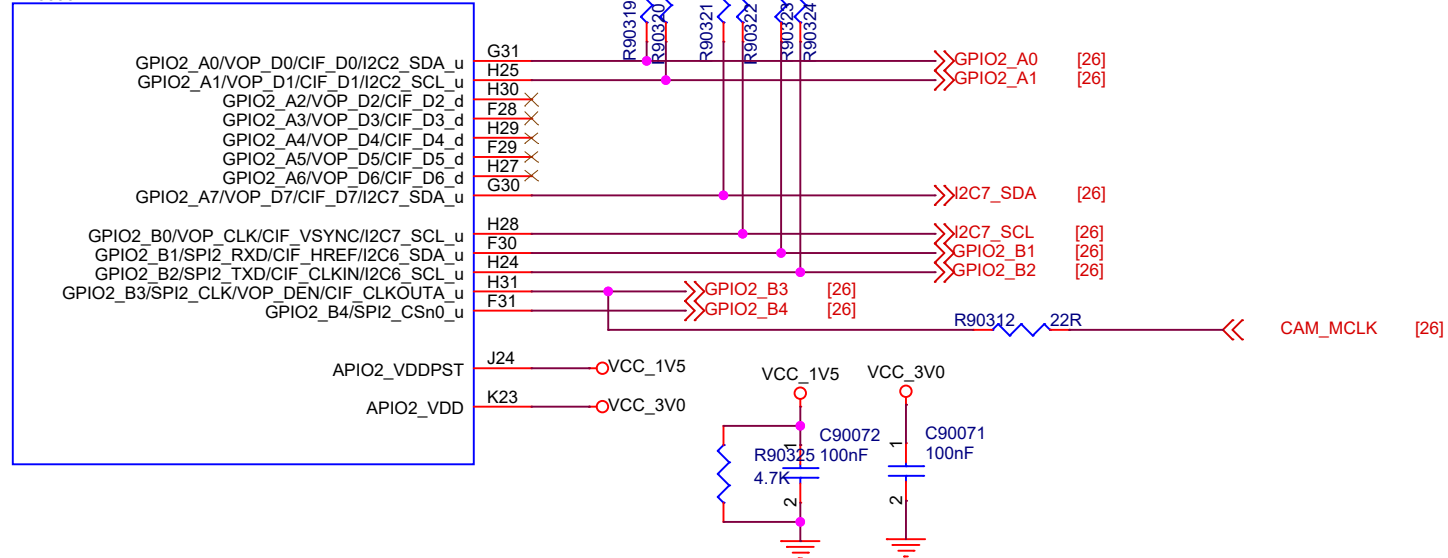 R90319
R90320
R90321
R90322
R90323
R90324
GPIO2_A0/VOP_D0/CIF_D0/I2C2_SDA_u G31 GPIO2_A0 [26]
GPIO2_A1/VOP_D1/CIF_D1/I2C2_SCL_u H25 GPIO2_A1 [26]
GPIO2_A2/VOP_D2/CIF_D2_d H30
GPIO2_A3/VOP_D3/CIF_D3_d F28
GPIO2_A4/VOP_D4/CIF_D4_d H29
GPIO2_A5/VOP_D5/CIF_D5_d F29
GPIO2_A6/VOP_D6/CIF_D6_d H27
GPIO2_A7/VOP_D7/CIF_D7/I2C7_SDA_u G30 I2C7_SDA [26]
GPIO2_B0/VOP_CLK/CIF_VSYNC/I2C7_SCL_u H28 I2C7_SCL [26]
GPIO2_B1/SPI2_RXD/CIF_HREF/I2C6_SDA_u F30 GPIO2_B1 [26]
GPIO2_B2/SPI2_TXD/CIF_CLKIN/I2C6_SCL_u H24 GPIO2_B2 [26]
GPIO2_B3/SPI2_CLK/VOP_DEN/CIF_CLKOUTA_u H31 GPIO2_B3 [26]
GPIO2_B4/SPI2_CSn0_u F31 GPIO2_B4 [26]
R90312 22R CAM_MCLK [26]
APIO2_VDDPST J24 VCC_1V5
APIO2_VDD K23 VCC_3V0
VCC_1V5 VCC_3V0
1 C90072 1 C90071
R90325 100nF 100nF
4.7K
2 2